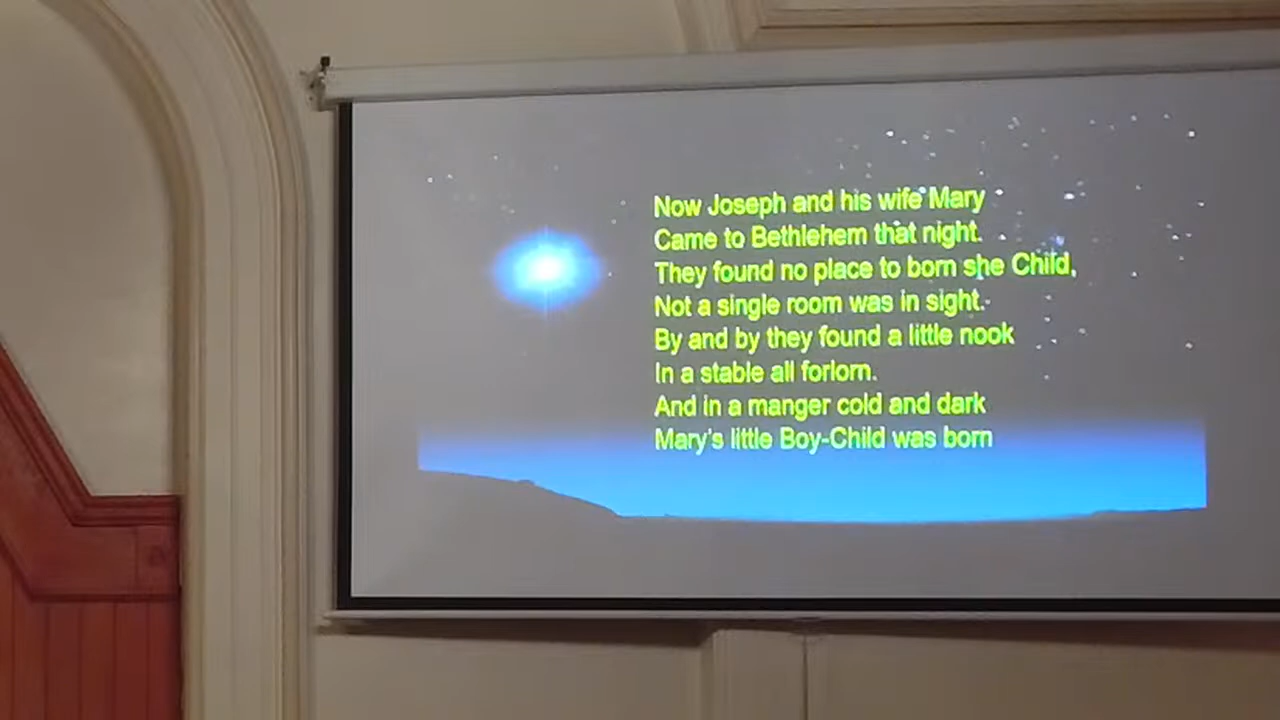 Now Joseph and his wife Mary
Came to Bethlehem that night.
They found no place to born she Child,
Not a single room was in sight.
By and by they found a little nook
In a stable all forlorn.
And in a manger cold and dark
Mary's little Boy-Child was born